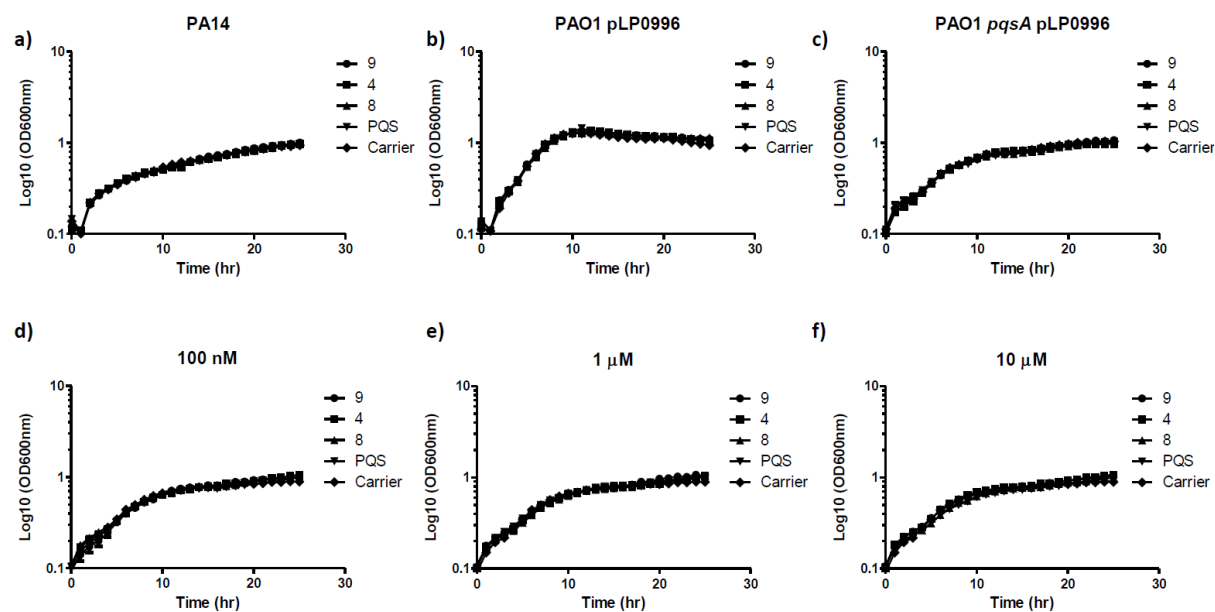 a)
PA14
Log10 (OD600nm)
10
1
0.1
0
10
20
30
Time (hr)
9
4
8
PQS
Carrier
b)
PAO1 pLP0996
Log10 (OD600nm)
10
1
0.1
0
10
20
30
Time (hr)
9
4
8
PQS
Carrier
c)
PAO1 pqsA pLP0996
Log10 (OD600nm)
10
1
0.1
0
10
20
30
Time (hr)
9
4
8
PQS
Carrier
d)
100 nM
Log10 (OD600nm)
10
1
0.1
0
10
20
30
Time (hr)
9
4
8
PQS
Carrier
e)
1 μM
Log10 (OD600nm)
10
1
0.1
0
10
20
30
Time (hr)
9
4
8
PQS
Carrier
f)
10 μM
Log10 (OD600nm)
10
1
0.1
0
10
20
30
Time (hr)
9
4
8
PQS
Carrier